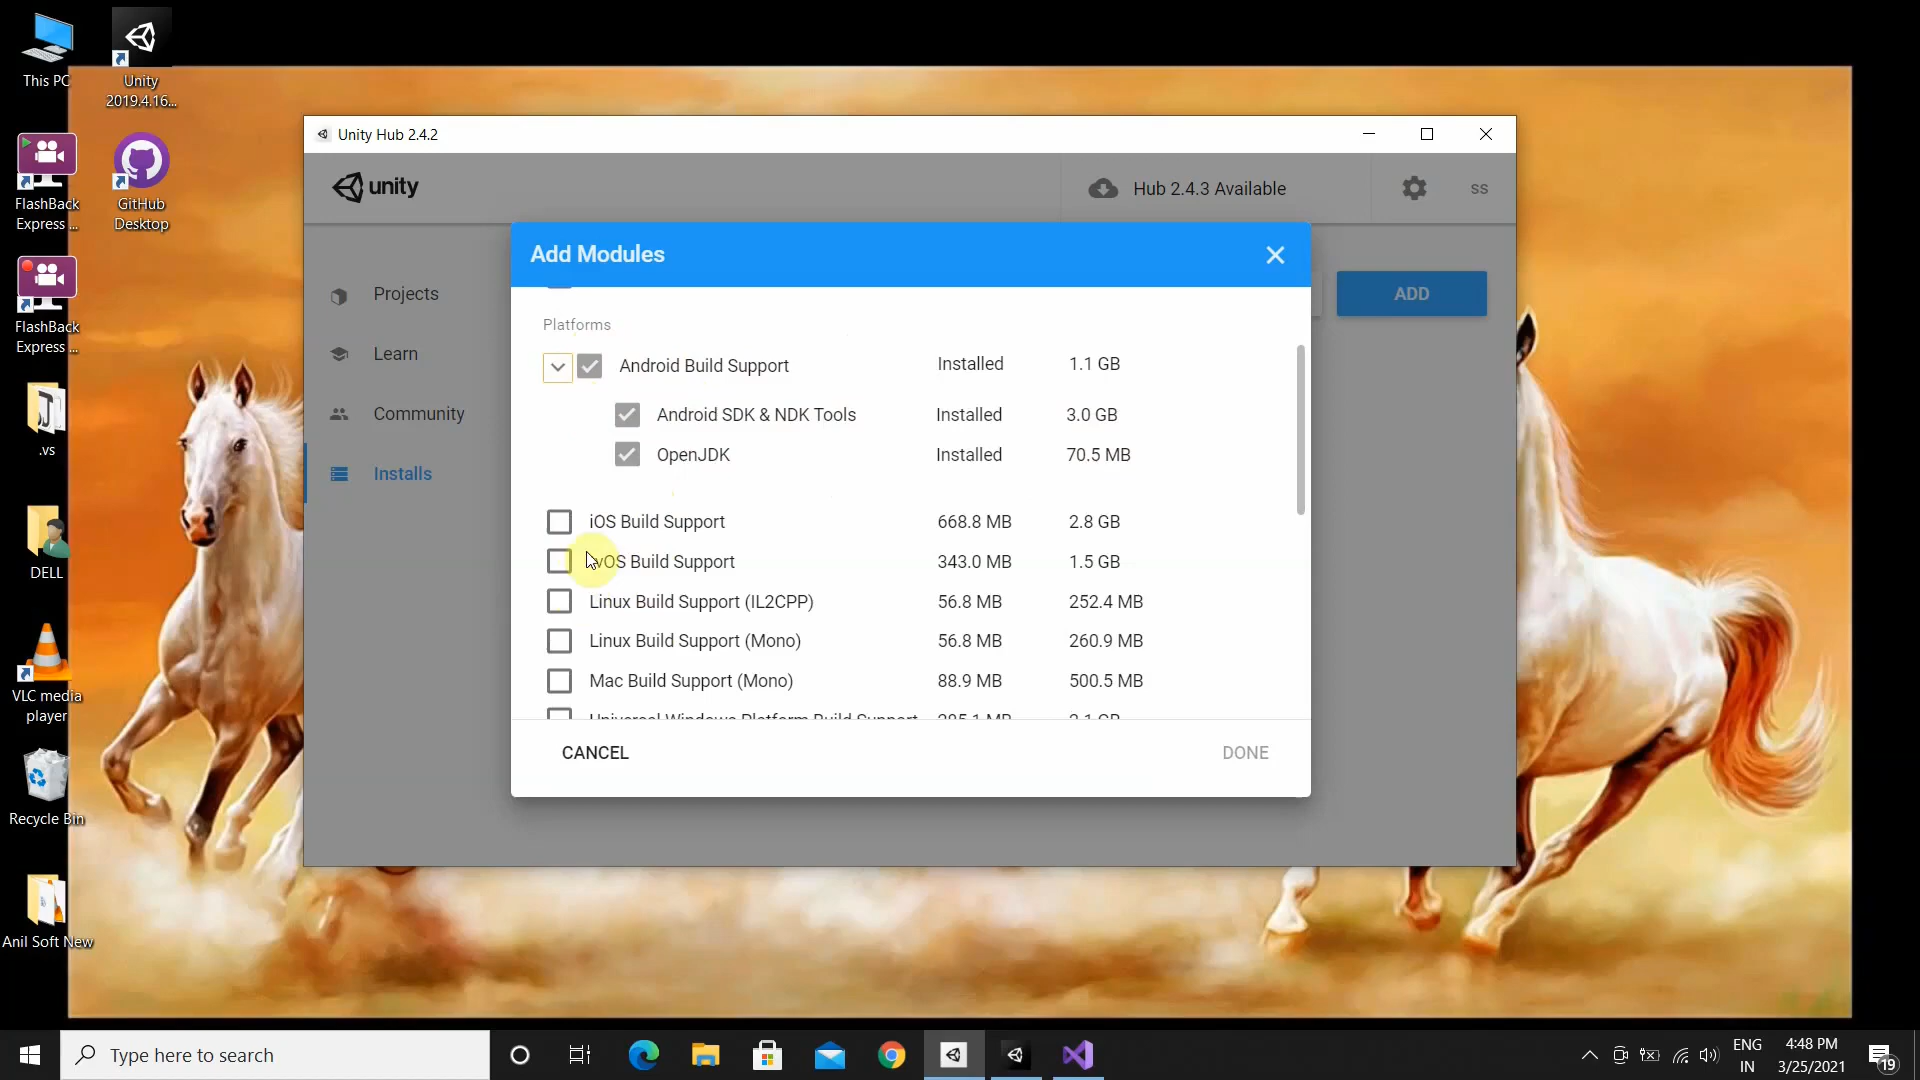 This PC
Unity
2019.4.16...
FlashBack
Express ...
GitHub
Desktop
FlashBack
Express ...
.vs
DELL
VLC media
player
Recycle Bin
Anil Soft New
Unity Hub 2.4.2
unity
Hub 2.4.3 Available
SS
Projects
Learn
Community
Installs
ADD
Add Modules
Platforms
Android Build Support Installed 1.1 GB
Android SDK & NDK Tools Installed 3.0 GB
OpenJDK Installed 70.5 MB
iOS Build Support 668.8 MB 2.8 GB
tvOS Build Support 343.0 MB 1.5 GB
Linux Build Support (IL2CPP) 56.8 MB 252.4 MB
Linux Build Support (Mono) 56.8 MB 260.9 MB
Mac Build Support (Mono) 88.9 MB 500.5 MB
Universal Windows Platform Build Support
CANCEL
DONE
Type here to search
ENG
IN
4:48 PM
3/25/2021
19